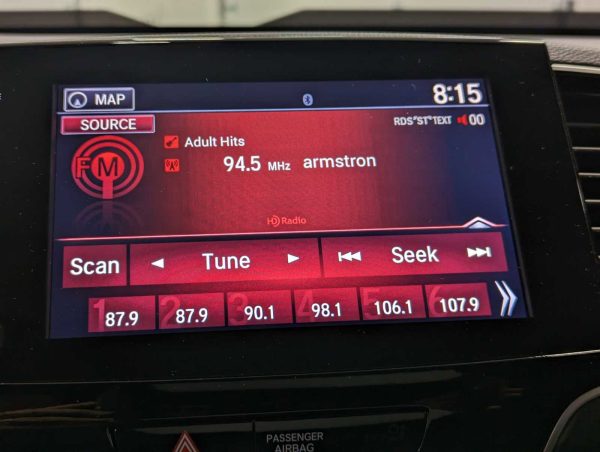 MAP
8:15
SOURCE
RDS "ST" TEXT 00
FM
Adult Hits
94.5 MHz armstron
HD Radio
Scan Tune Seek
1 87.9 2 87.9 3 90.1 4 98.1 5 106.1 6 107.9
PASSENGER
AIRBAG